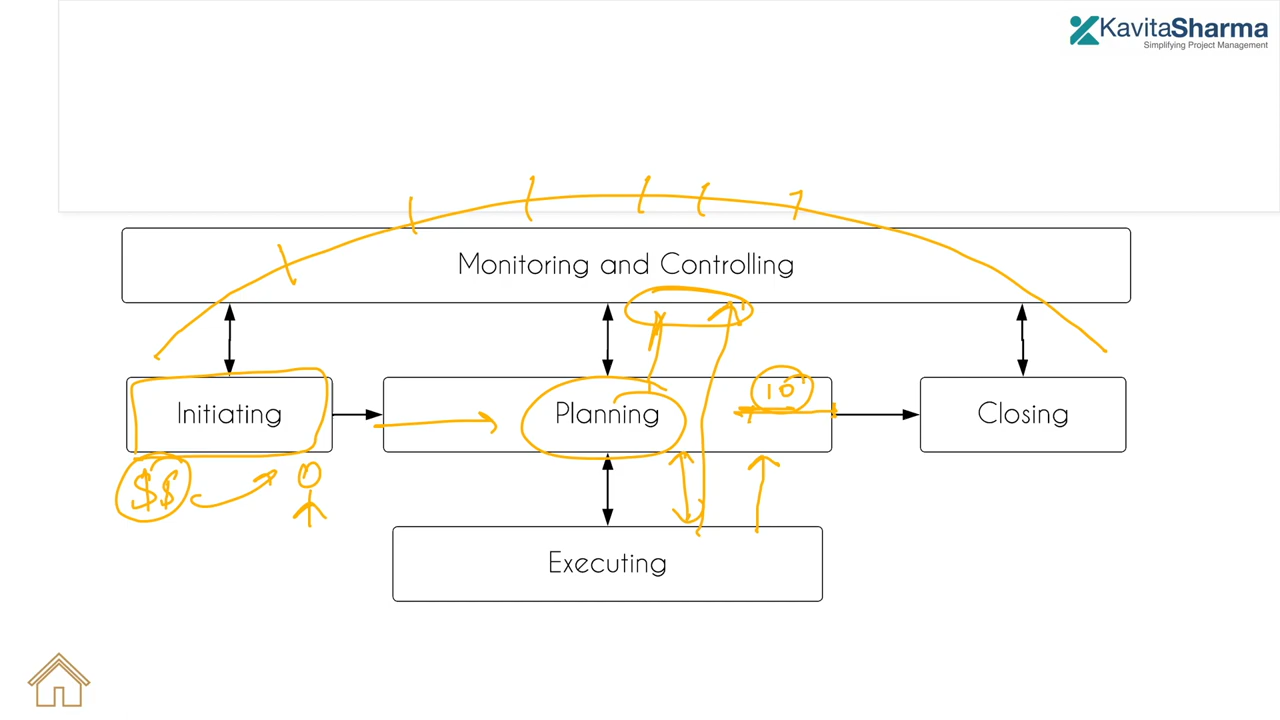 KavitaSharma
Simplifying Project Management
Monitoring and Controlling
Initiating
Planning
10
Closing
$$
Executing